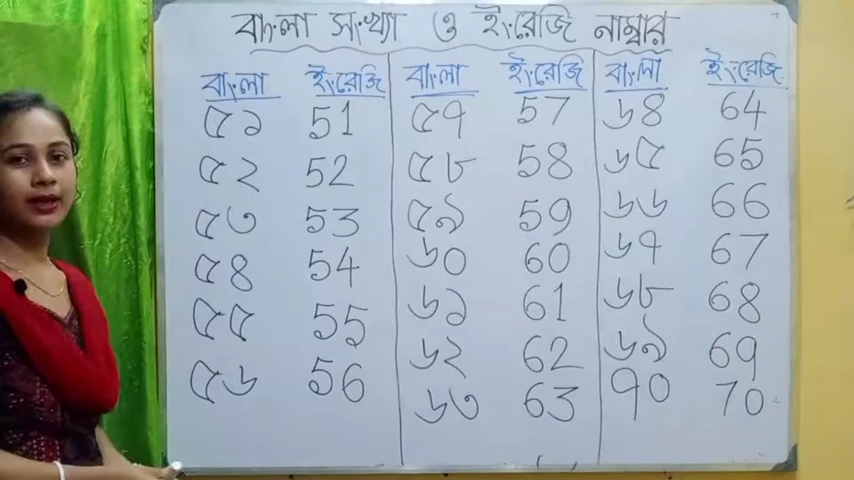 বাংলা সংখ্যা ও ইংরেজি নাম্বার
বাংলা ইংরেজি বাংলা ইংরেজি বাংলা ইংরেজি
৫১ 51 ৫৭ 57 ৬৪ 64
৫২ 52 ৫৮ 58 ৬৫ 65
৫৩ 53 ৫৯ 59 ৬৬ 66
৫৪ 54 ৬০ 60 ৬৭ 67
৫৫ 55 ৬১ 61 ৬৮ 68
৫৬ 56 ৬২ 62 ৬৯ 69
৬৩ 63 ৭০ 70